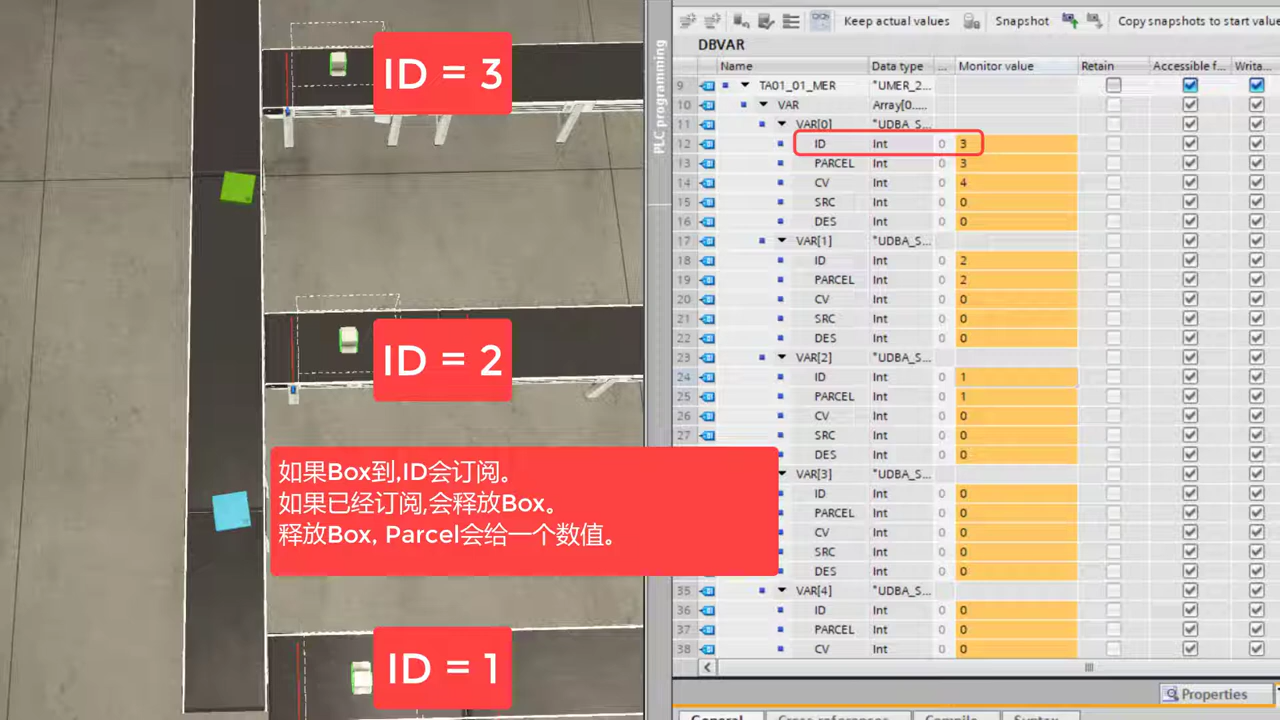 ID = 3
ID = 2
如果Box到,ID会订阅。
如果已经订阅,会释放Box。
释放Box, Parcel会给一个数值。
ID = 1
PLC programming
Keep actual values Snapshot Copy snapshots to start value
DBVAR
Name Data type ... Monitor value Retain Accessible f... Writa...
9 TA01_01_MER "UMER_2...
10 VAR Array[0....
11 VAR[0] "UDBA_S...
12 ID Int 0 3
13 PARCEL Int 0 3
14 CV Int 0 4
15 SRC Int 0 0
16 DES Int 0 0
17 VAR[1] "UDBA_S...
18 ID Int 0 2
19 PARCEL Int 0 2
20 CV Int 0 0
21 SRC Int 0 0
22 DES Int 0 0
23 VAR[2] "UDBA_S...
24 ID Int 0 1
25 PARCEL Int 0 1
26 CV Int 0 0
27 SRC Int 0 0
DES Int 0 0
VAR[3] "UDBA_S...
ID Int 0 0
PARCEL Int 0 0
CV Int 0 0
SRC Int 0 0
DES Int 0 0
35 VAR[4] "UDBA_S...
36 ID Int 0 0
37 PARCEL Int 0 0
38 CV Int 0 0
Properties
General Cross-references Compile Syntax